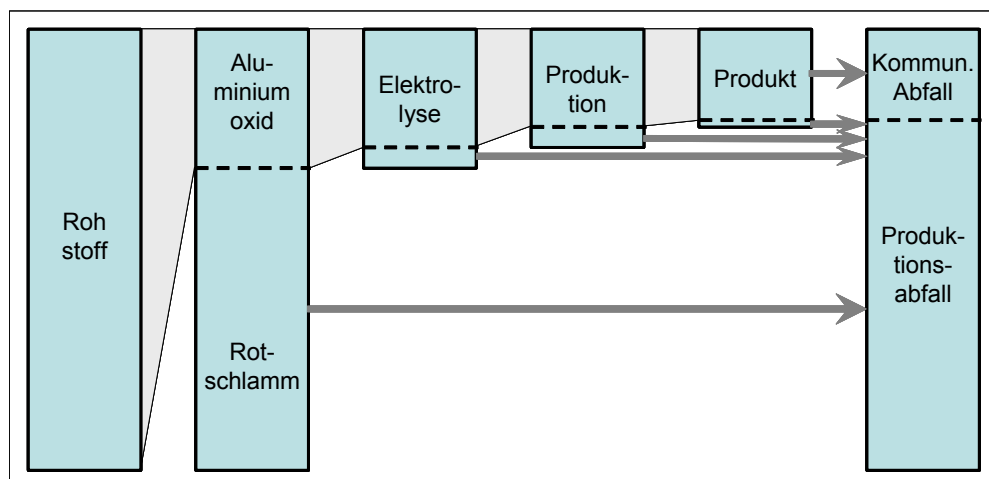 Roh
stoff
Alu-
minium
oxid
Rot-
schlamm
Elektro-
lyse
Produk-
tion
Produkt
Kommun.
Abfall
Produk-
tions-
abfall